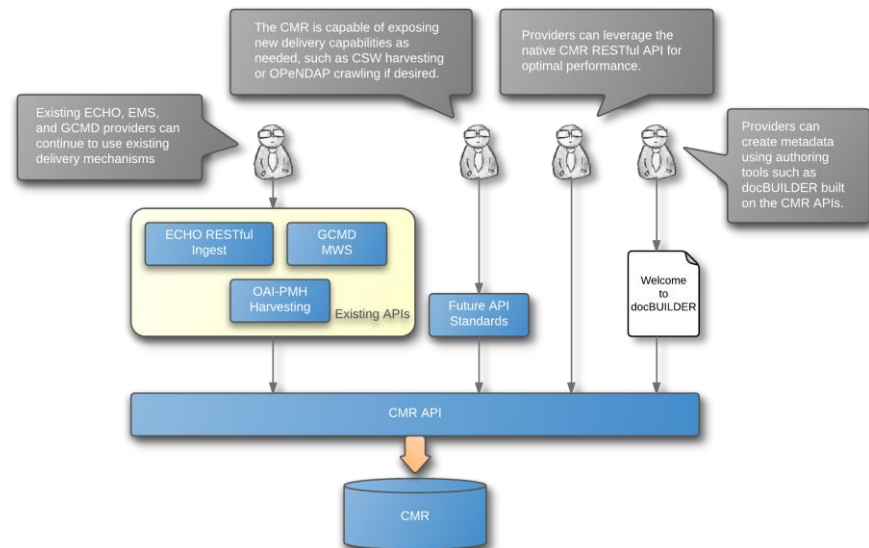 The CMR is capable of exposing
new delivery capabilities as
needed, such as CSW harvesting
or OPeNDAP crawling if desired.
Providers can leverage the
native CMR RESTful API for
optimal performance.
Existing ECHO, EMS,
and GCMD providers can
continue to use existing
delivery mechanisms
Providers can
create metadata
using authoring
tools such as
docBUILDER built
on the CMR APIs.
ECHO RESTful
Ingest
GCMD
MWS
OAI-PMH
Harvesting
Existing APIs
Future API
Standards
Welcome
to
docBUILDER
CMR API
CMR